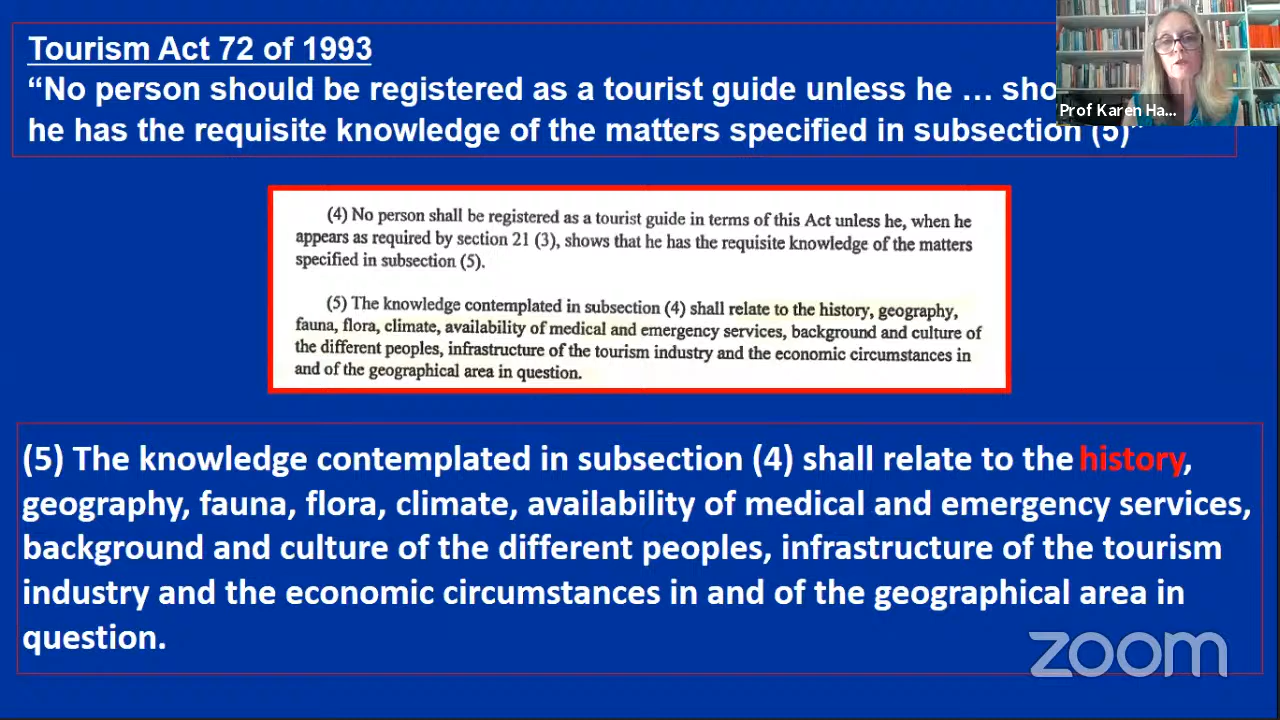 Tourism Act 72 of 1993
“No person should be registered as a tourist guide unless he … sho
he has the requisite knowledge of the matters specified in subsection (5)”
Prof Karen Ha...
(4) No person shall be registered as a tourist guide in terms of this Act unless he, when he
appears as required by section 21 (3), shows that he has the requisite knowledge of the matters
specified in subsection (5).
(5) The knowledge contemplated in subsection (4) shall relate to the history, geography,
fauna, flora, climate, availability of medical and emergency services, background and culture of
the different peoples, infrastructure of the tourism industry and the economic circumstances in
and of the geographical area in question.
(5) The knowledge contemplated in subsection (4) shall relate to the history,
geography, fauna, flora, climate, availability of medical and emergency services,
background and culture of the different peoples, infrastructure of the tourism
industry and the economic circumstances in and of the geographical area in
question.
zoom